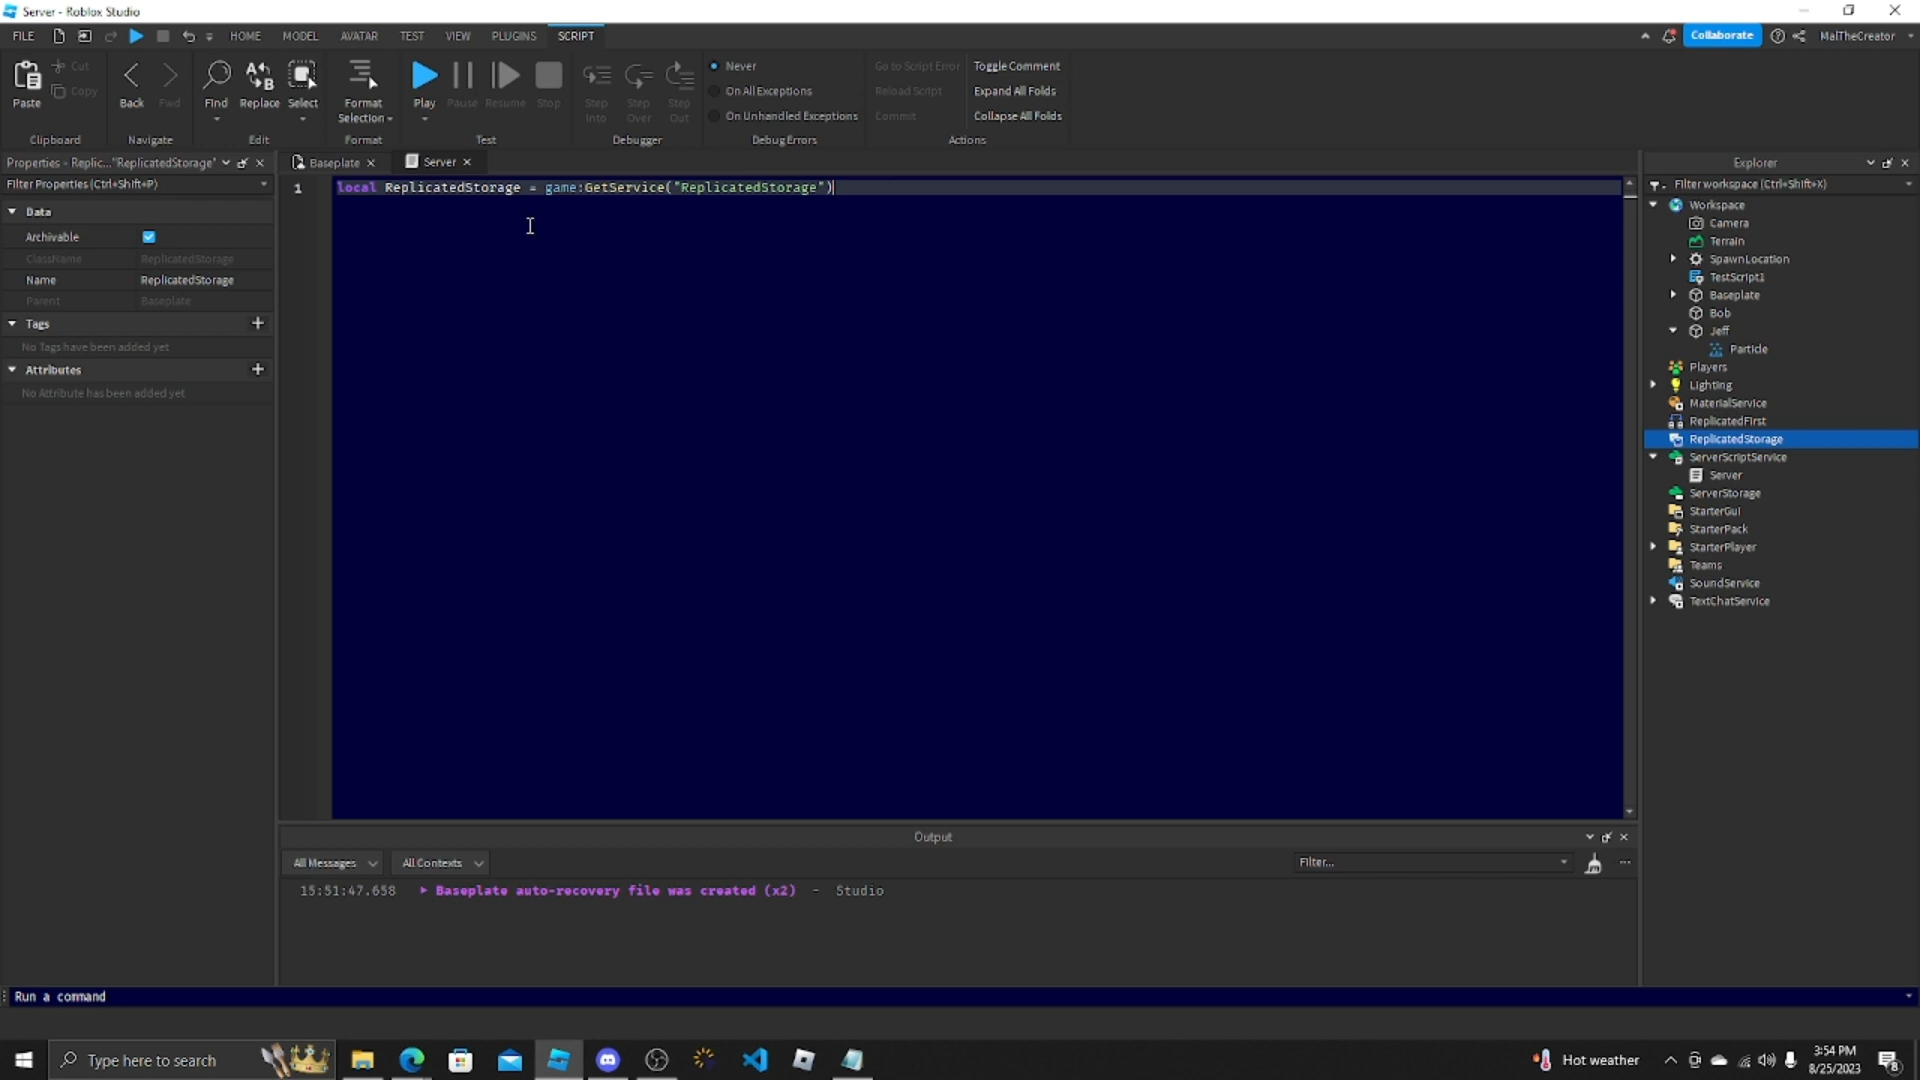 Server - Roblox Studio
FILE HOME MODEL AVATAR TEST VIEW PLUGINS SCRIPT Collaborate MalTheCreator
Paste Cut Copy
Clipboard
Back Fwd
Navigate
Find Replace Select
Edit
Format Selection
Format
Play Pause Resume Stop
Test
Step Into Step Over Step Out
Debugger
Never
On All Exceptions
On Unhandled Exceptions
Debug Errors
Go to Script Error
Reload Script
Commit
Toggle Comment
Expand All Folds
Collapse All Folds
Actions
Properties - Replic..."ReplicatedStorage"
Filter Properties (Ctrl+Shift+P)
Data
Archivable
ClassName ReplicatedStorage
Name ReplicatedStorage
Parent Baseplate
Tags
No Tags have been added yet
Attributes
No Attribute has been added yet
Baseplate Server
1 local ReplicatedStorage = game:GetService("ReplicatedStorage")
Explorer
Filter workspace (Ctrl+Shift+X)
Workspace
Camera
Terrain
SpawnLocation
TestScript1
Baseplate
Bob
Jeff
Particle
Players
Lighting
MaterialService
ReplicatedFirst
ReplicatedStorage
ServerScriptService
Server
ServerStorage
StarterGui
StarterPack
StarterPlayer
Teams
SoundService
TextChatService
Output
All Messages All Contexts Filter...
15:51:47.658 Baseplate auto-recovery file was created (x2) - Studio
Run a command
Type here to search
Hot weather
3:54 PM
8/25/2023
8